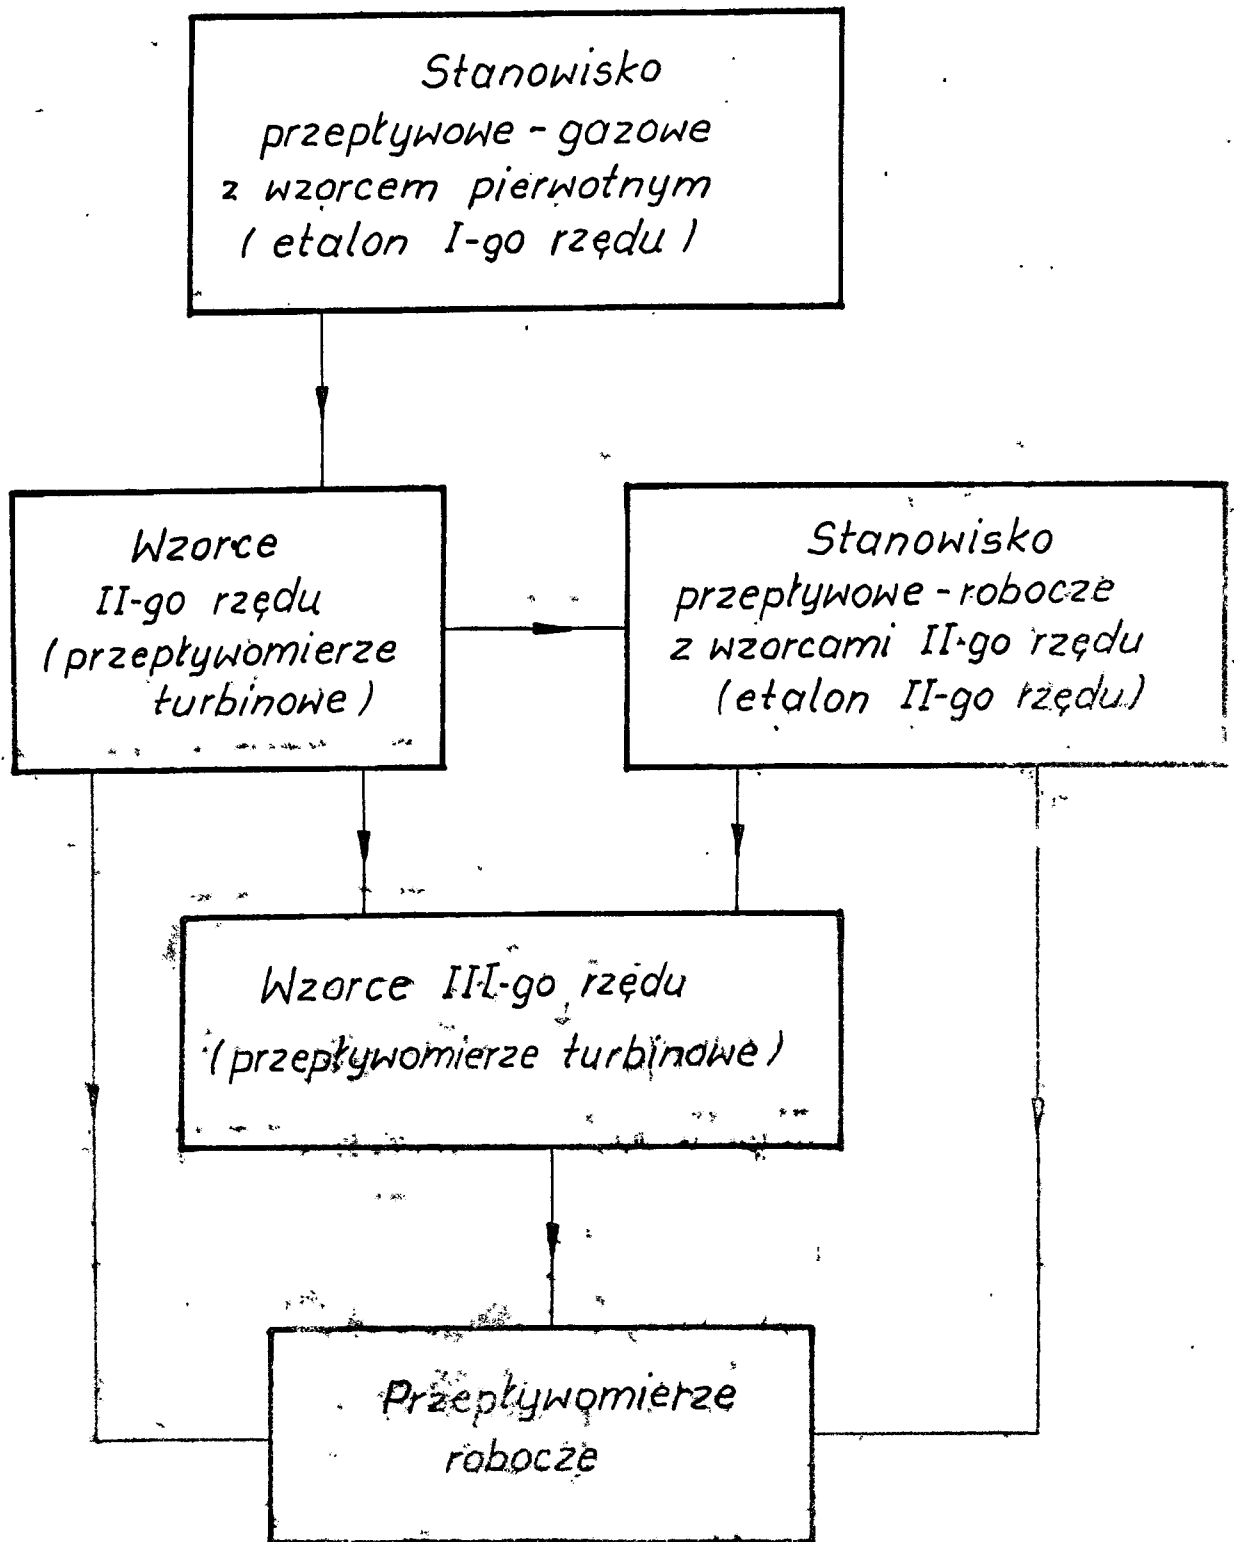 Stanowisko
przepływowe - gazowe
z wzorcem pierwotnym
(etalon I-go rzędu)
Wzorce
II-go rzędu
(przepływomierze
turbinowe)
Stanowisko
przepływowe - robocze
z wzorcami II-go rzędu
(etalon II-go rzędu)
Wzorce III-go rzędu
(przepływomierze turbinowe)
Przepływomierze
robocze